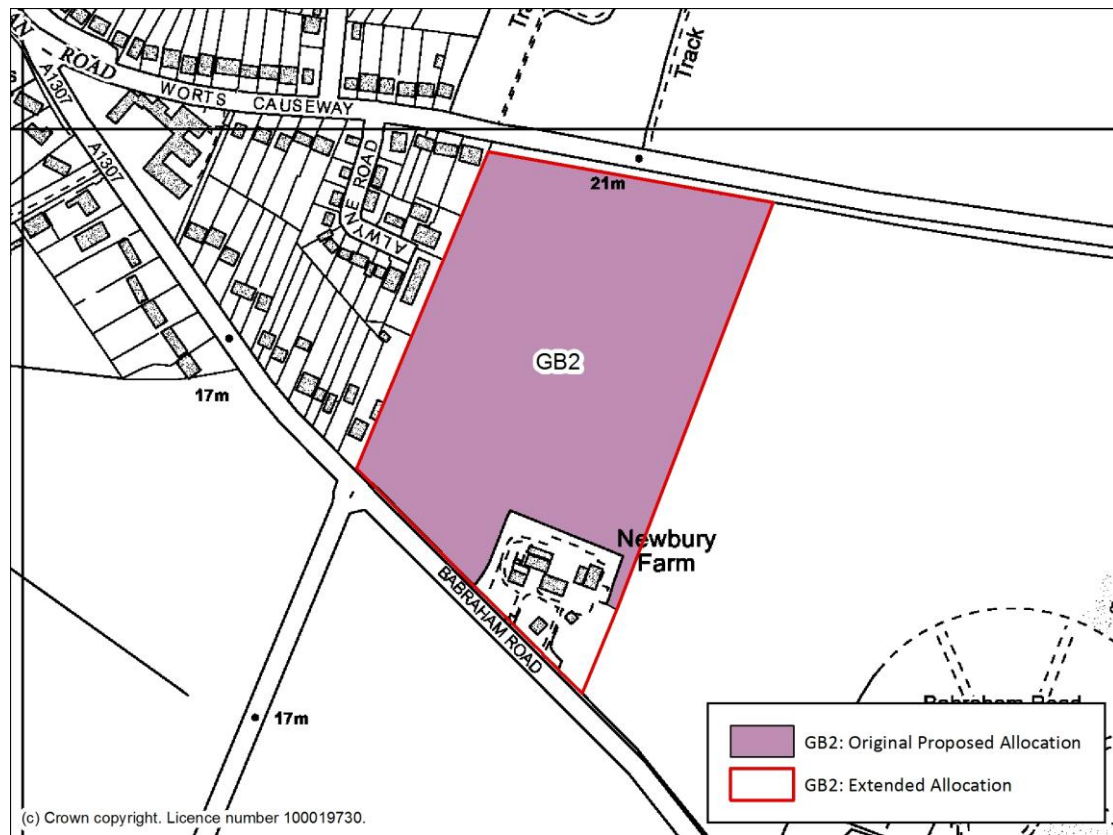 Track
ROAD
WORTS CAUSEWAY
A1307
A1307
ALWYNE ROAD
21m
17m
GB2
Newbury
Farm
BABRAHAM ROAD
17m
GB2: Original Proposed Allocation
GB2: Extended Allocation
(c) Crown copyright. Licence number 100019730.